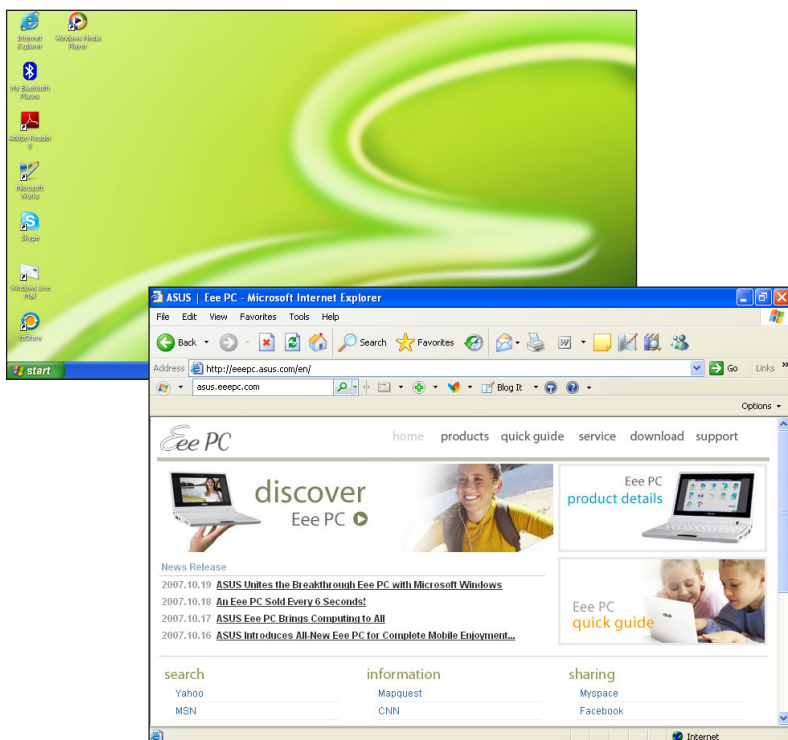 Internet Explorer
Windows Media Player
My Bluetooth Places
Adobe Reader 8
Microsoft Works
Skype
Windows Live Mail
YoStore
start
ASUS | Eee PC - Microsoft Internet Explorer
File Edit View Favorites Tools Help
Back Search Favorites
Address http://eeepc.asus.com/en/ Go Links »
asus.eeepc.com Blog It
Options
Eee PC
home products quick guide service download support
discover
Eee PC
Eee PC
product details
News Release
2007.10.19 ASUS Unites the Breakthrough Eee PC with Microsoft Windows
2007.10.18 An Eee PC Sold Every 6 Seconds!
2007.10.17 ASUS Eee PC Brings Computing to All
2007.10.16 ASUS Introduces All-New Eee PC for Complete Mobile Enjoyment...
Eee PC
quick guide
search information sharing
Yahoo Mapquest Myspace
MSN CNN Facebook
Internet